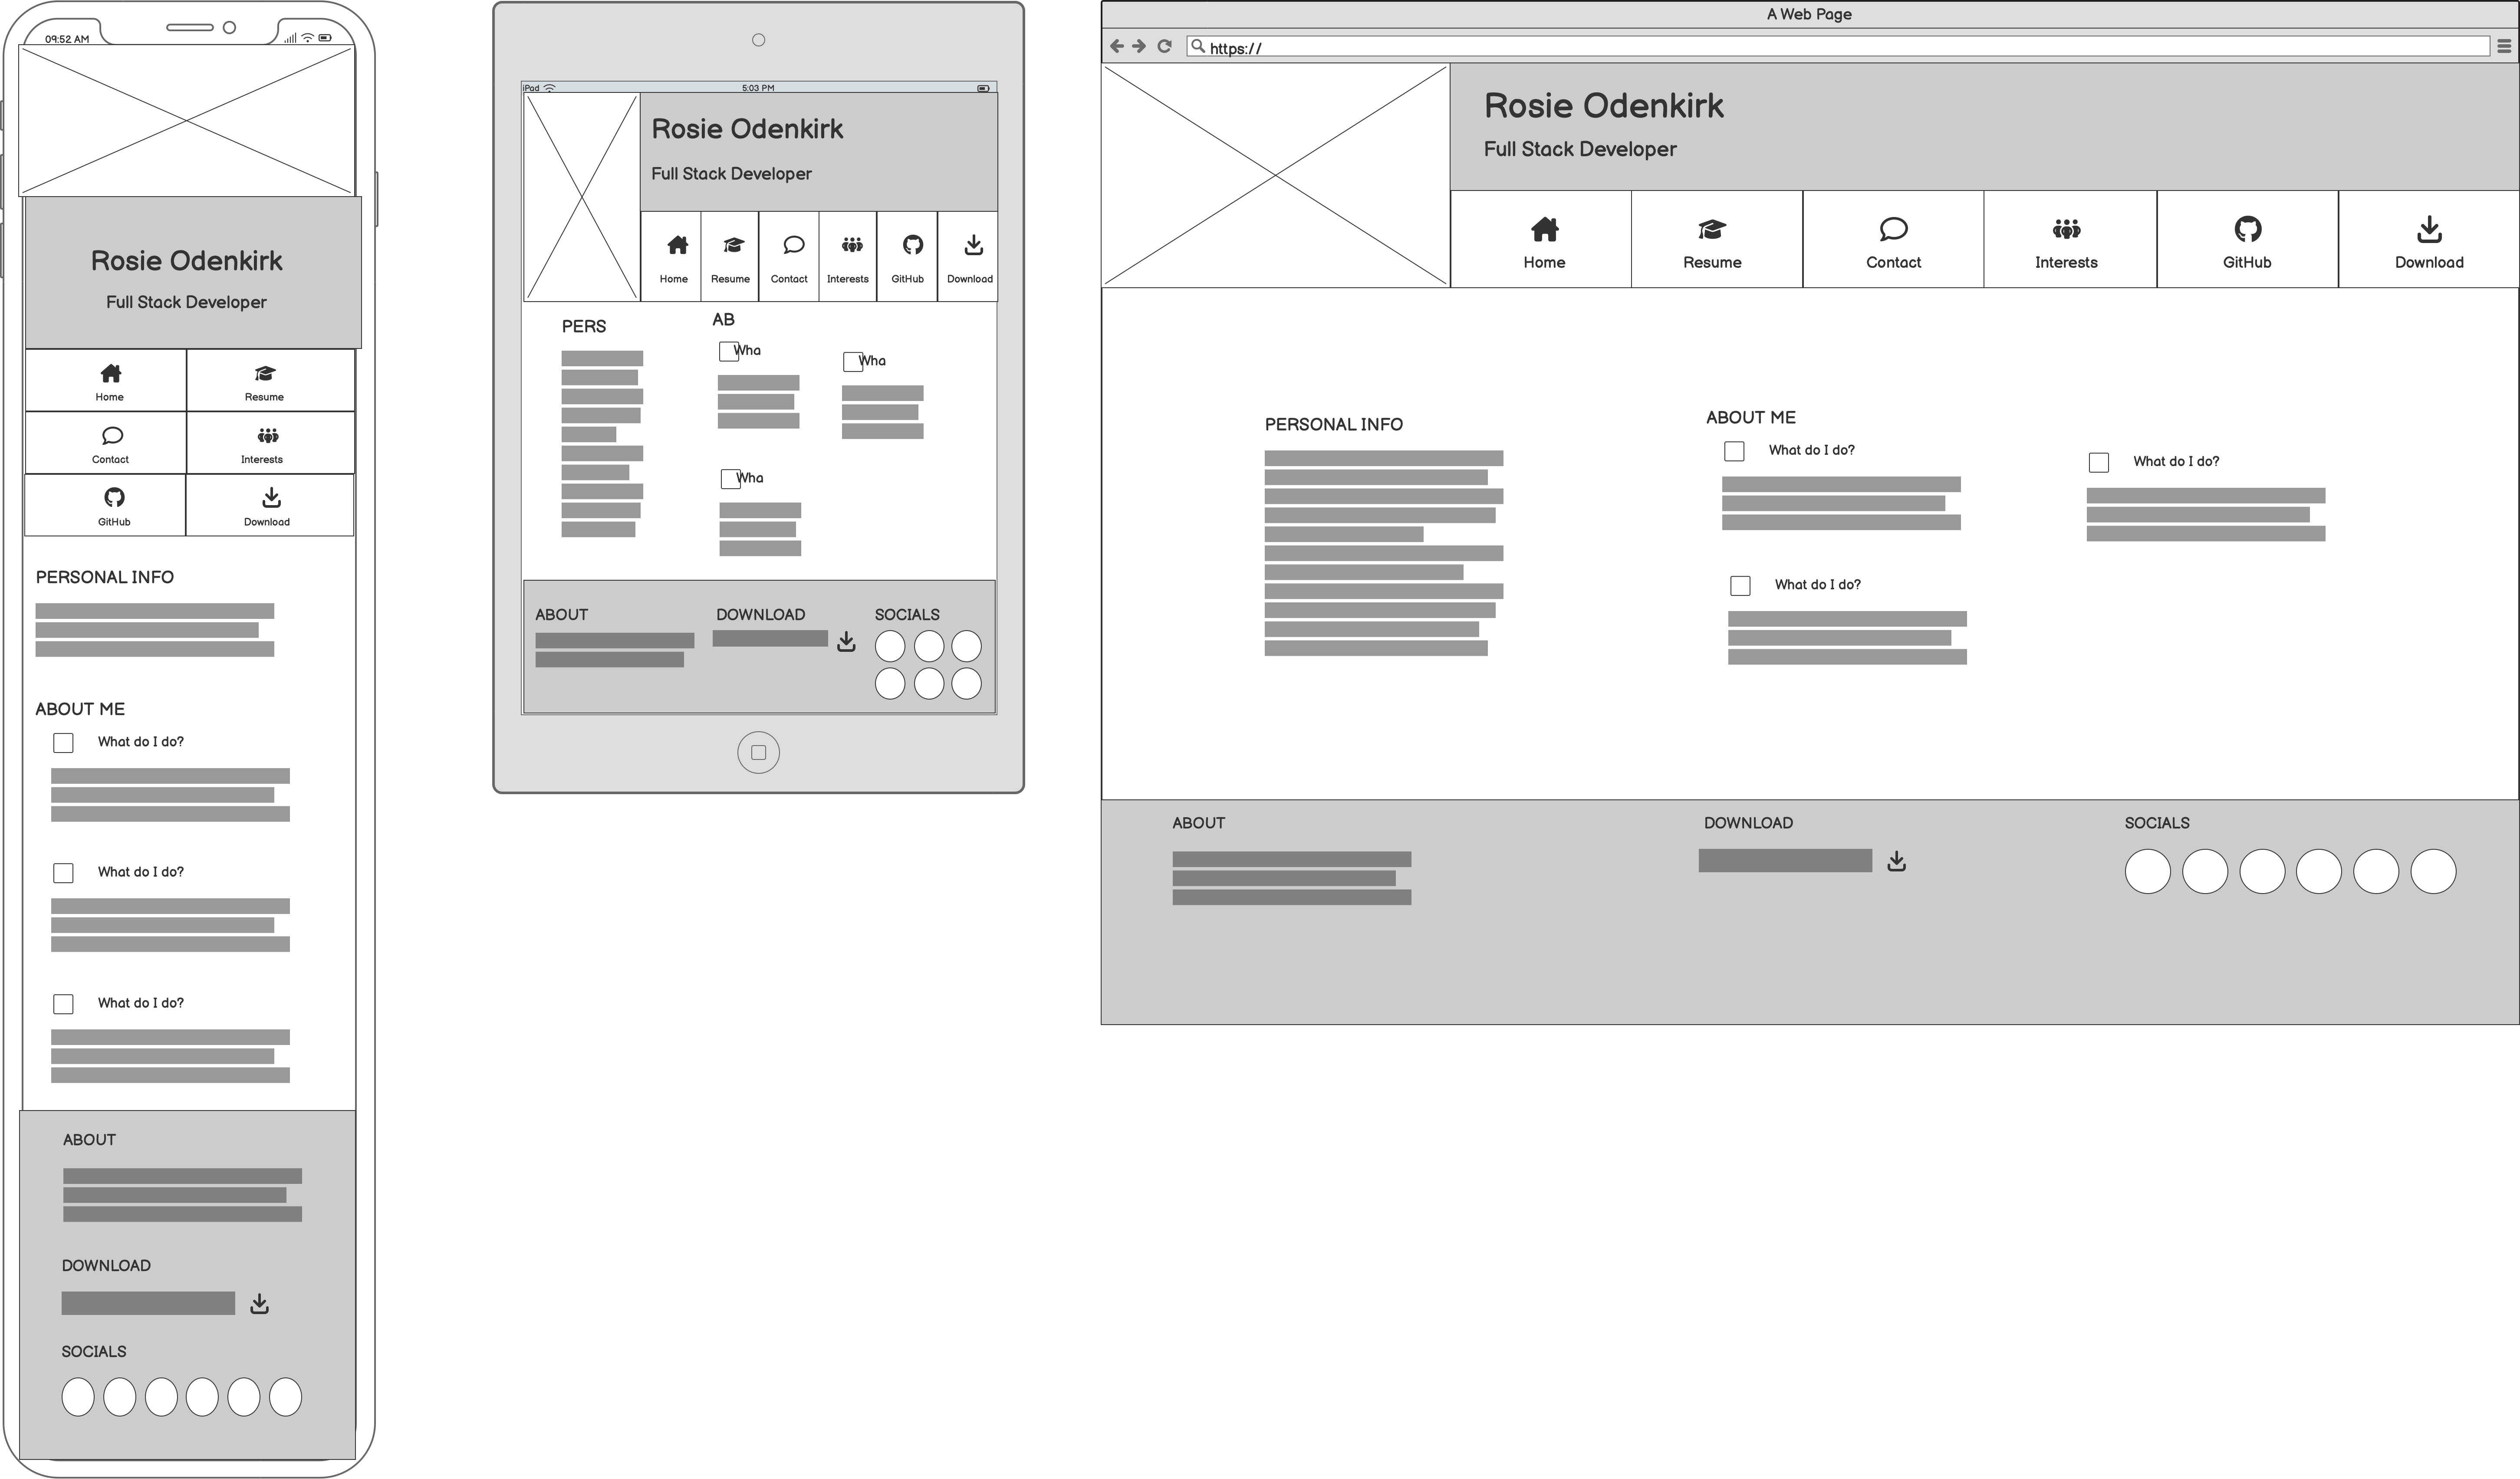 09:52 AM
Rosie Odenkirk
Full Stack Developer
Home
Resume
Contact
Interests
GitHub
Download
PERSONAL INFO
ABOUT ME
What do I do?
What do I do?
What do I do?
ABOUT
DOWNLOAD
SOCIALS
iPad
5:03 PM
Rosie Odenkirk
Full Stack Developer
Home
Resume
Contact
Interests
GitHub
Download
PERS
AB
Wha
Wha
Wha
ABOUT
DOWNLOAD
SOCIALS
A Web Page
https://
Rosie Odenkirk
Full Stack Developer
Home
Resume
Contact
Interests
GitHub
Download
PERSONAL INFO
ABOUT ME
What do I do?
What do I do?
What do I do?
ABOUT
DOWNLOAD
SOCIALS